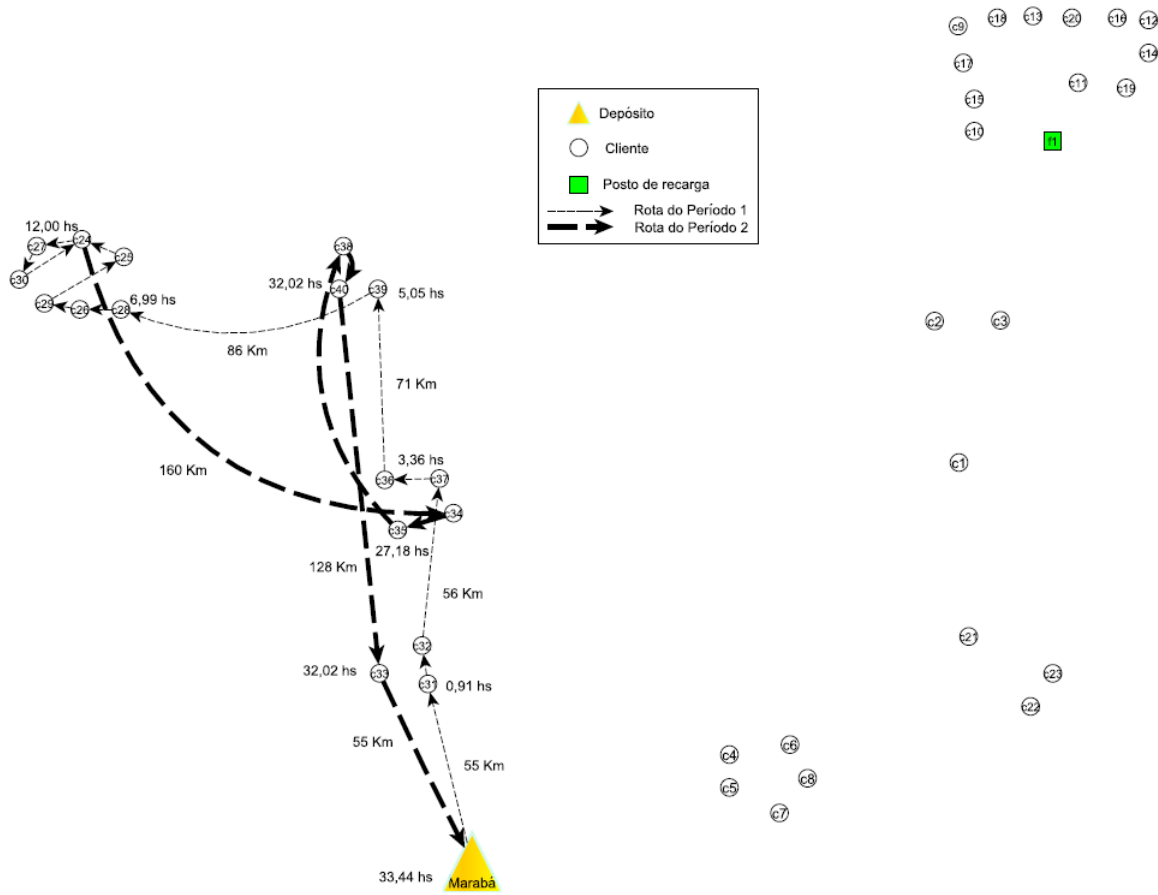 c9
c18
c13
c20
c16
c12
c14
c17
c11
c19
c15
c10
f1
Depósito
Cliente
Posto de recarga
Rota do Período 1
Rota do Período 2
12,00 hs
c24
c27
c25
c30
c29
c26
c28
6,99 hs
c38
32,02 hs
c40
c39
5,05 hs
86 Km
71 Km
c2
c3
160 Km
3,36 hs
c36
c37
c1
c34
c35
27,18 hs
128 Km
56 Km
c32
c33
32,02 hs
c31
0,91 hs
c21
c23
c22
55 Km
55 Km
c4
c6
c5
c8
c7
33,44 hs
Marabá